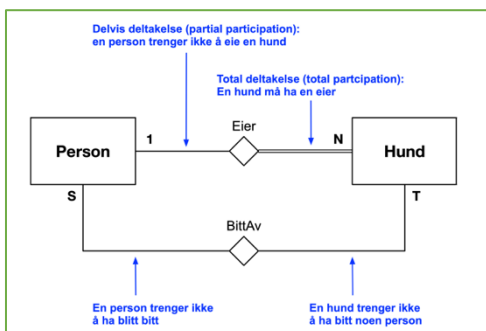 Delvis deltakelse (partial participation):
en person trenger ikke å eie en hund
Total deltakelse (total partcipation):
En hund må ha en eier
Eier
1
N
Person
Hund
S
T
BittAv
En person trenger ikke
å ha blitt bitt
En hund trenger ikke
å ha bitt noen person